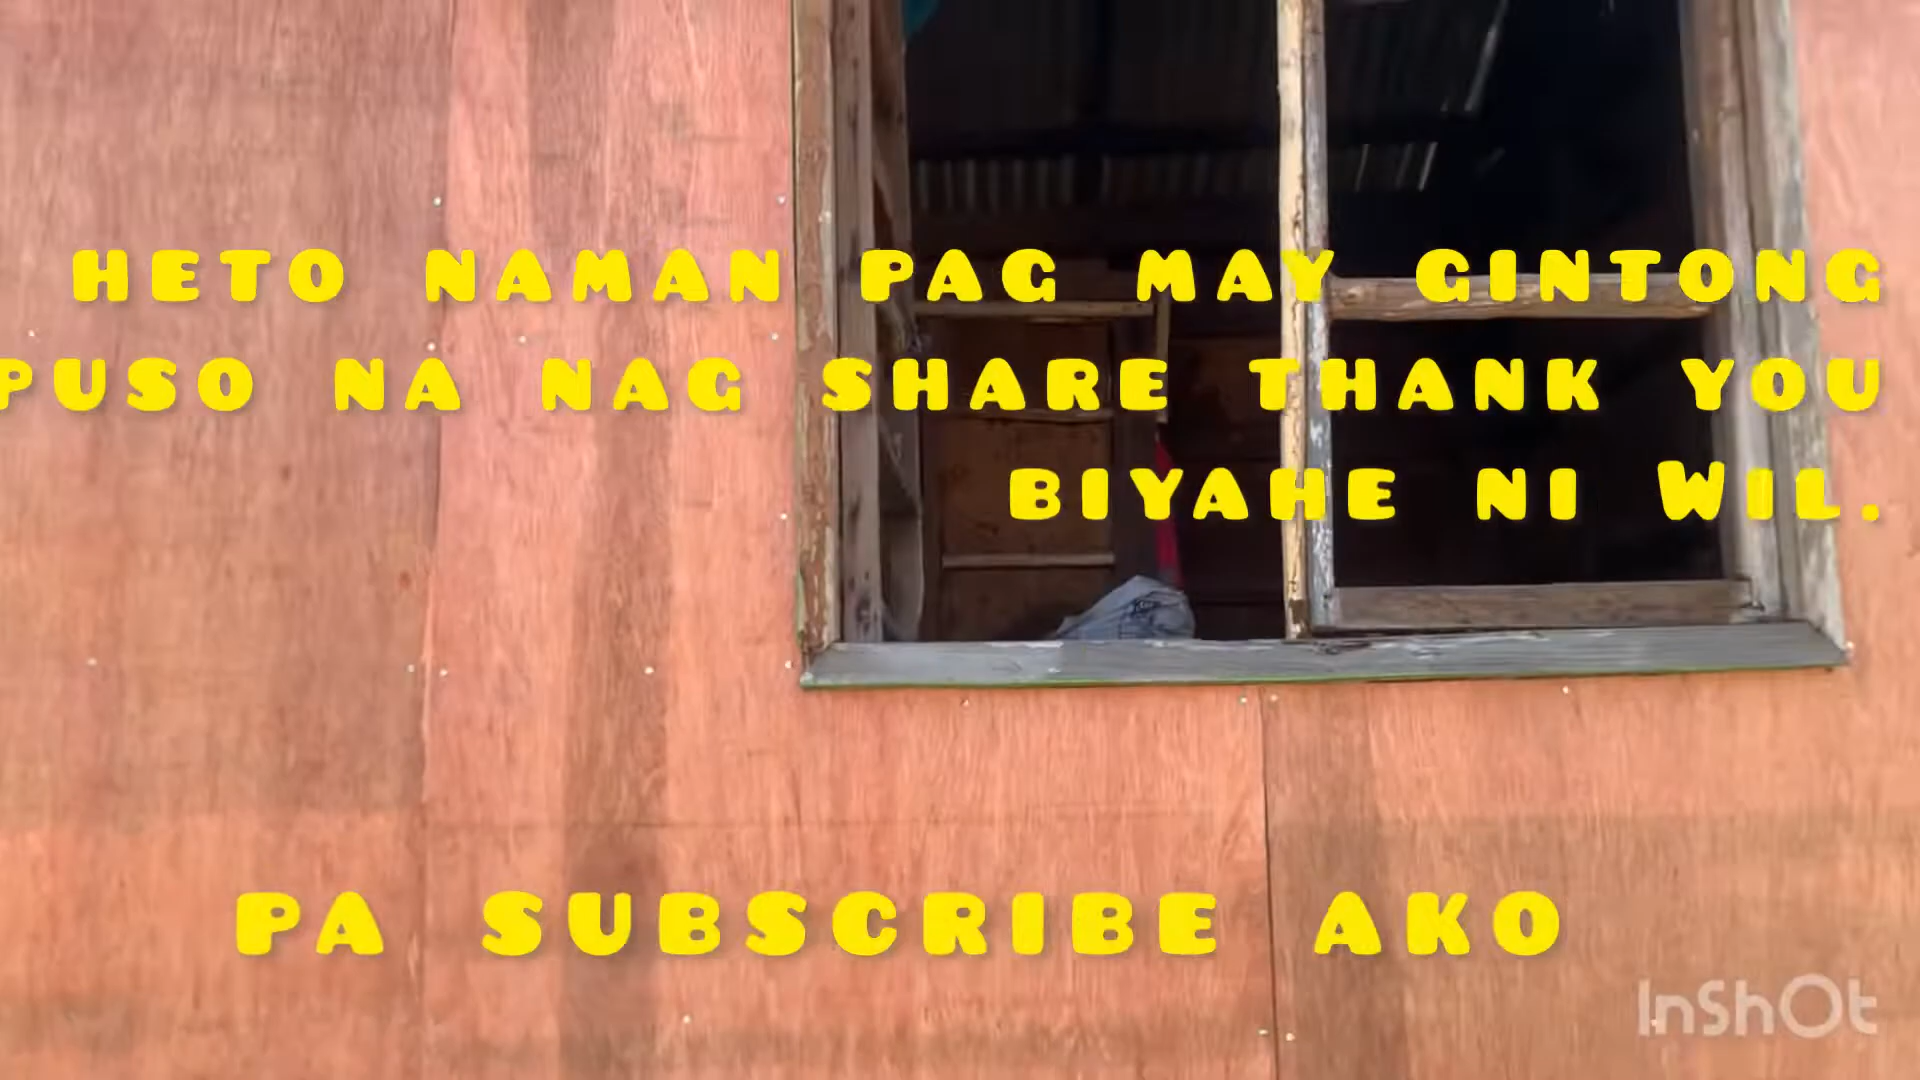 HETO NAMAN PAG MAY GINTONG
PUSO NA NAG SHARE THANK YOU
BIYAHE NI WIL.
PA SUBSCRIBE AKO
InShOt